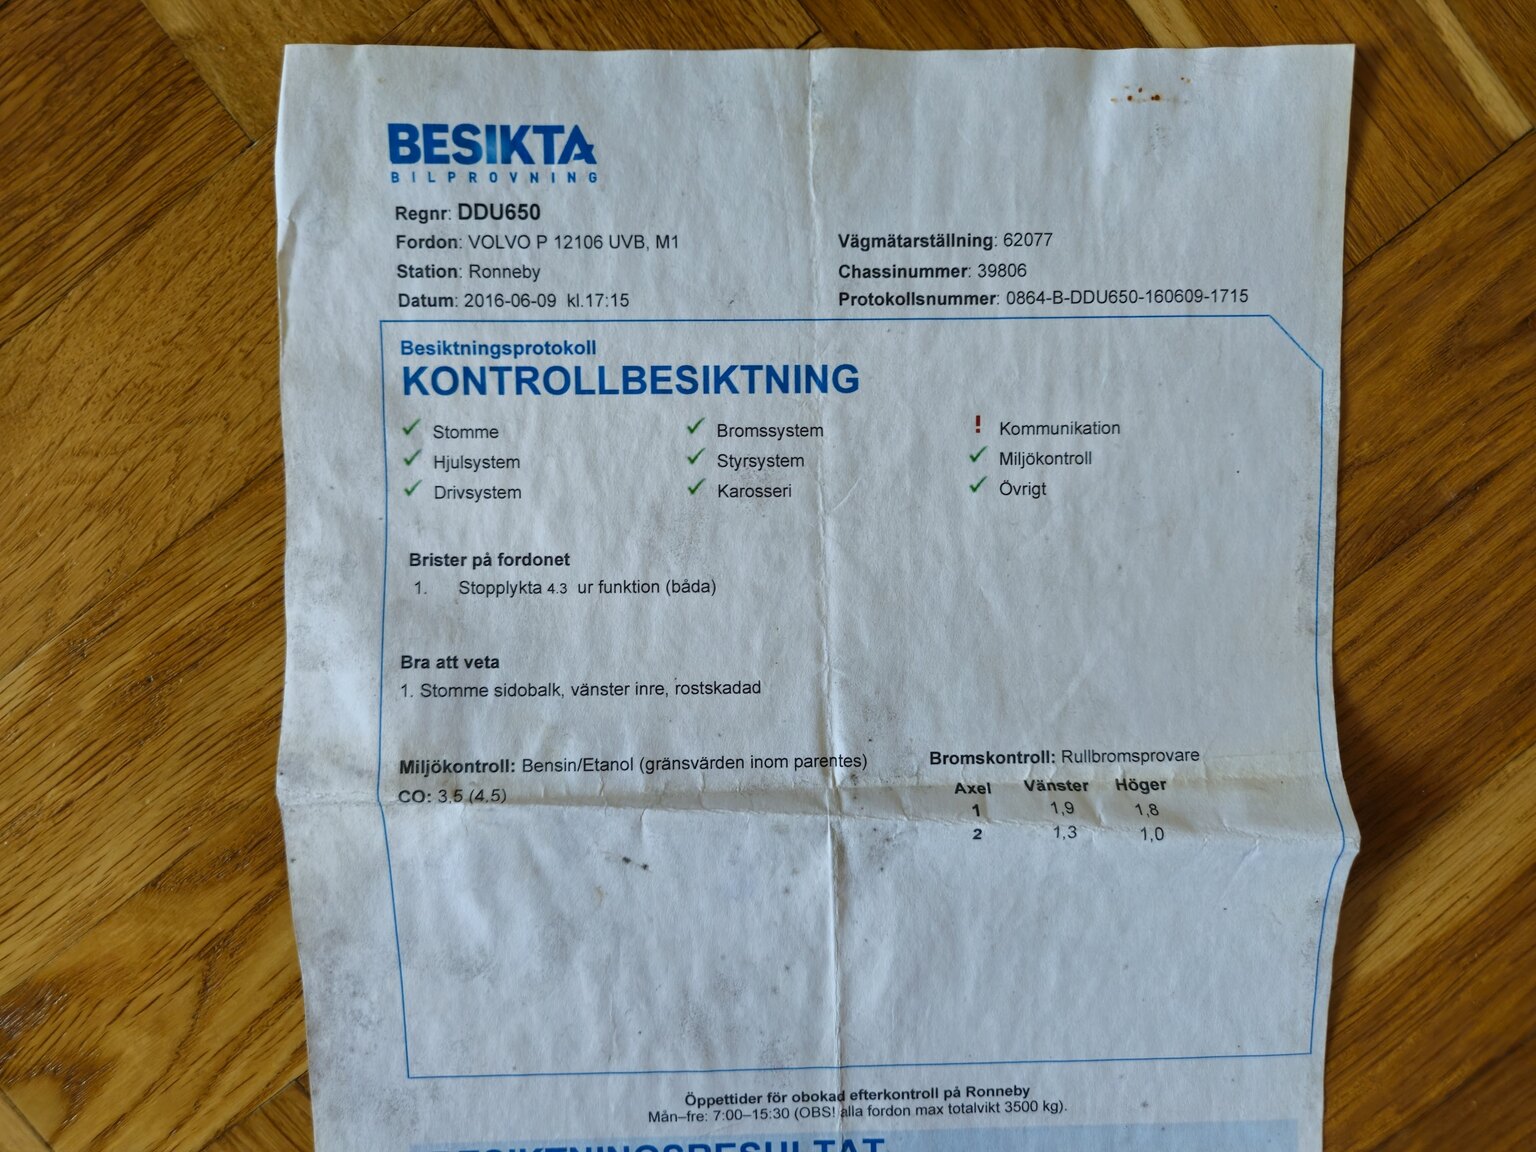 BESIKTA
BILPROVNING
Regnr: DDU650
Fordon: VOLVO P 12106 UVB, M1
Station: Ronneby
Datum: 2016-06-09 kl.17:15
Vägmätarställning: 62077
Chassinummer: 39806
Protokollsnummer: 0864-B-DDU650-160609-1715
Besiktningsprotokoll
KONTROLLBESIKTNING
✓ Stomme
✓ Hjulsystem
✓ Drivsystem
✓ Bromssystem
✓ Styrsystem
✓ Karosseri
! Kommunikation
✓ Miljökontroll
✓ Övrigt
Brister på fordonet
1. Stopplykta 4.3 ur funktion (båda)
Bra att veta
1. Stomme sidobalk, vänster inre, rostskadad
Miljökontroll: Bensin/Etanol (gränsvärden inom parentes)
CO: 3,5 (4,5)
Bromskontroll: Rullbromsprovare
Axel Vänster Höger
1 1,9 1,8
2 1,3 1,0
Öppettider för obokad efterkontroll på Ronneby
Mån–fre: 7:00–15:30 (OBS! alla fordon max totalvikt 3500 kg).
BESIKTNINGSRESULTAT